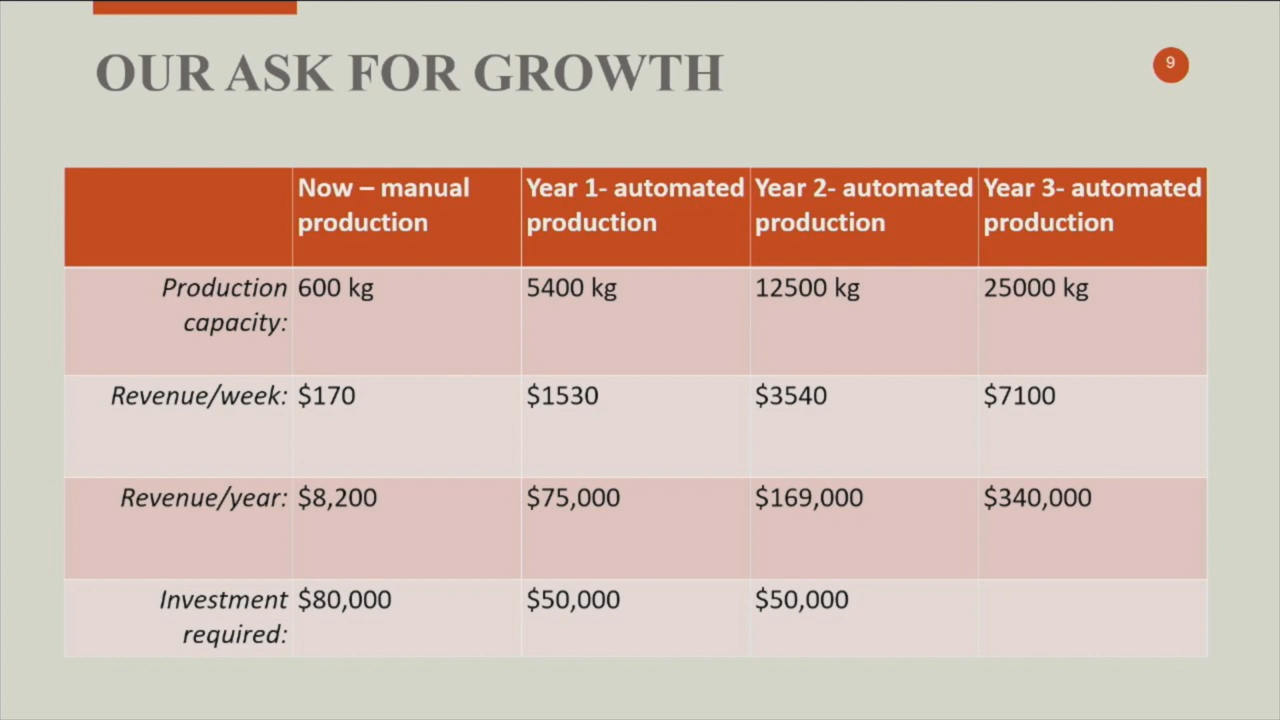 OUR ASK FOR GROWTH
9
Now – manual production
Year 1- automated production
Year 2- automated production
Year 3- automated production
Production capacity:
600 kg
5400 kg
12500 kg
25000 kg
Revenue/week:
$170
$1530
$3540
$7100
Revenue/year:
$8,200
$75,000
$169,000
$340,000
Investment required:
$80,000
$50,000
$50,000